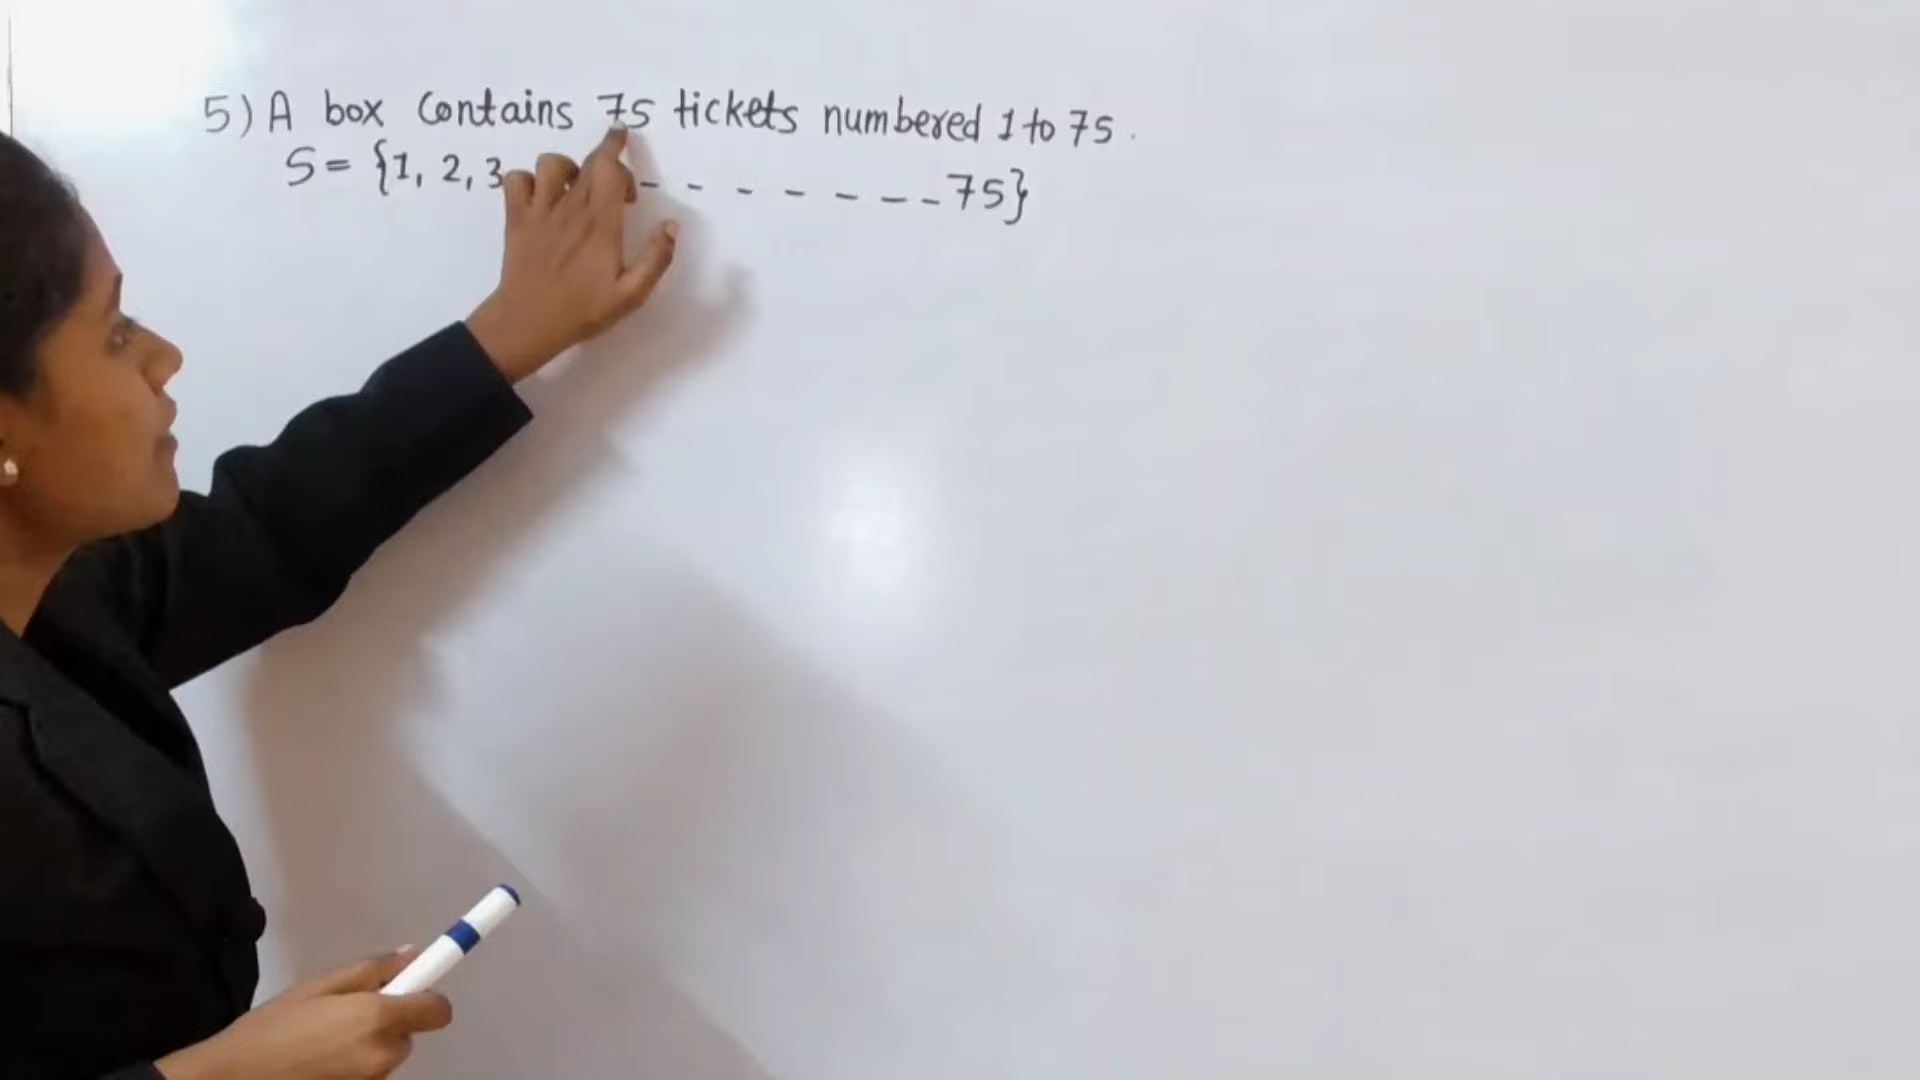 5) A box contains 75 tickets numbered 1 to 75.
S = {1, 2, 3 - - - - - - - - 75}